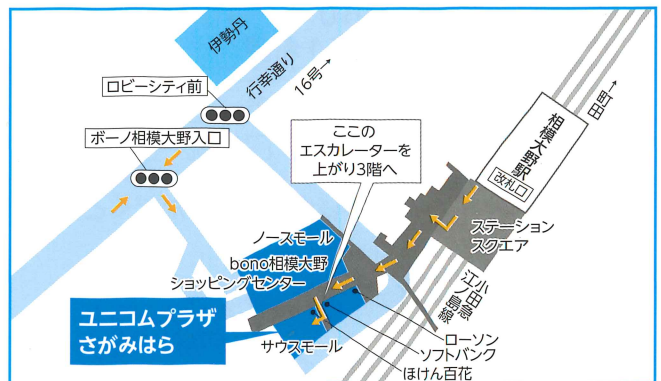 伊勢丹
行幸通り
16号→
ロビーシティ前
ボーノ相模大野入口
ここの
エスカレーターを
上がり3階へ
→町田
相模大野駅
改札口
ステーション
スクエア
ノースモール
bono相模大野
ショッピングセンター
小田急
江ノ島線
ユニコムプラザ
さがみはら
サウスモール
ローソン
ソフトバンク
ほけん百花